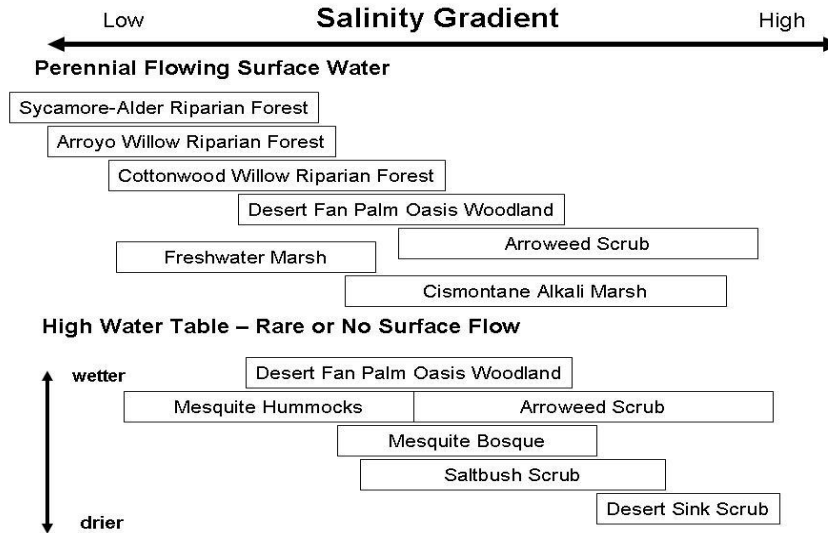 Salinity Gradient
Low High
Perennial Flowing Surface Water
Sycamore-Alder Riparian Forest
Arroyo Willow Riparian Forest
Cottonwood Willow Riparian Forest
Desert Fan Palm Oasis Woodland
Arroweed Scrub
Freshwater Marsh
Cismontane Alkali Marsh
High Water Table – Rare or No Surface Flow
wetter Desert Fan Palm Oasis Woodland
Mesquite Hummocks Arroweed Scrub
Mesquite Bosque
Saltbush Scrub
Desert Sink Scrub
drier